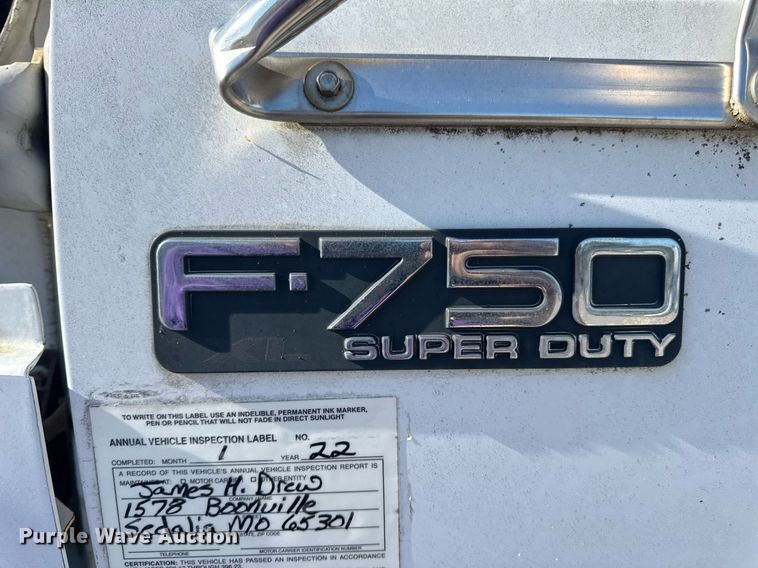 F-750
XL SUPER DUTY
TO WRITE ON THIS LABEL USE AN INDELIBLE, PERMANENT INK MARKER,
PEN OR PENCIL THAT WILL NOT FADE IN DIRECT SUNLIGHT
ANNUAL VEHICLE INSPECTION LABEL NO.
COMPLETED: MONTH 1 YEAR 22
A RECORD OF THIS VEHICLE'S ANNUAL VEHICLE INSPECTION REPORT IS
MAINTAINED AT: □ MOTOR CARRIER □ OTHER ENTITY
James H. Drew
COMPANY NAME
1578 Boonville
Sedalia MO 65301
STATE, ZIP CODE
TELEPHONE MOTOR CARRIER IDENTIFICATION NUMBER
CERTIFICATION: THIS VEHICLE HAS PASSED AN INSPECTION IN ACCORDANCE
THROUGH 396.23
Purple Wave Auction